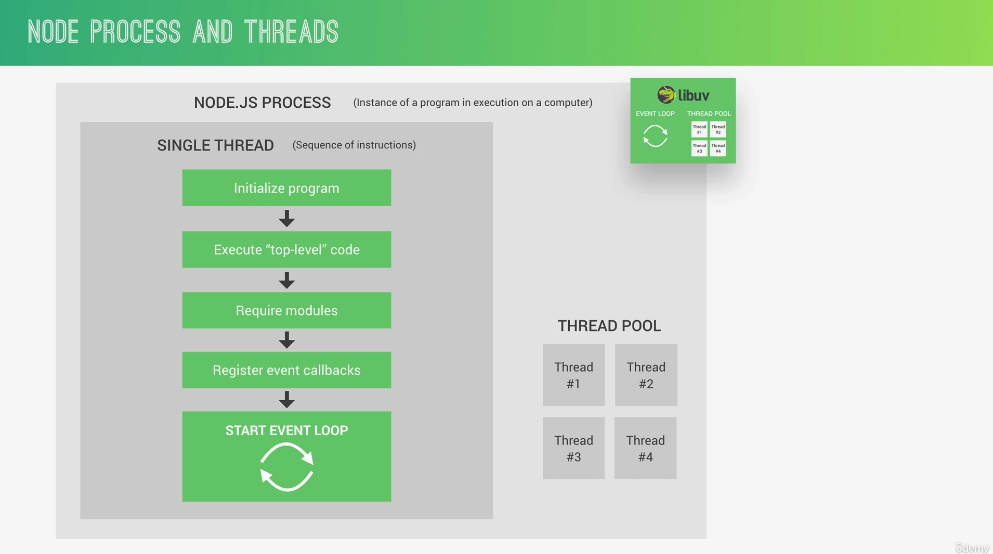 NODE PROCESS AND THREADS
NODE.JS PROCESS (Instance of a program in execution on a computer)
libuv
EVENT LOOP THREAD POOL
Thread #1
Thread #2
Thread #3
Thread #4
SINGLE THREAD (Sequence of instructions)
Initialize program
Execute “top-level” code
Require modules
Register event callbacks
START EVENT LOOP
THREAD POOL
Thread
#1
Thread
#2
Thread
#3
Thread
#4
ûdemy